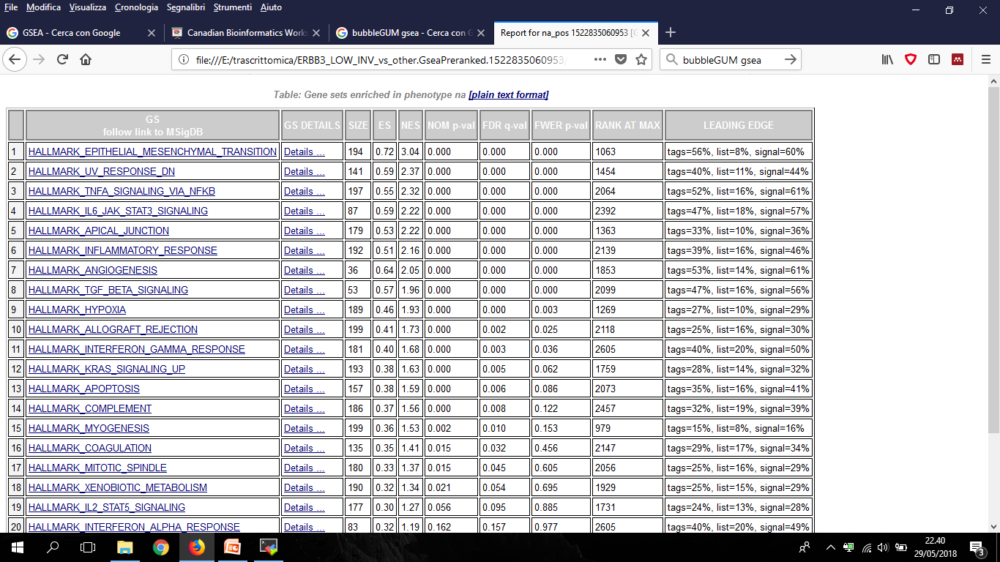 File Modifica Visualizza Cronologia Segnalibri Strumenti Aiuto
GSEA - Cerca con Google Canadian Bioinformatics Works bubbleGUM gsea - Cerca con G Report for na_pos 1522835060953 [G
file:///E:/trascrittomica/ERBB3_LOW_INV_vs_other.GseaPreranked.1522835060953/ bubbleGUM gsea
Table: Gene sets enriched in phenotype na [plain text format]
GS
follow link to MSigDB GS DETAILS SIZE ES NES NOM p-val FDR q-val FWER p-val RANK AT MAX LEADING EDGE
1 HALLMARK_EPITHELIAL_MESENCHYMAL_TRANSITION Details ... 194 0.72 3.04 0.000 0.000 0.000 1063 tags=56%, list=8%, signal=60%
2 HALLMARK_UV_RESPONSE_DN Details ... 141 0.59 2.37 0.000 0.000 0.000 1454 tags=40%, list=11%, signal=44%
3 HALLMARK_TNFA_SIGNALING_VIA_NFKB Details ... 197 0.55 2.32 0.000 0.000 0.000 2064 tags=52%, list=16%, signal=61%
4 HALLMARK_IL6_JAK_STAT3_SIGNALING Details ... 87 0.59 2.22 0.000 0.000 0.000 2392 tags=47%, list=18%, signal=57%
5 HALLMARK_APICAL_JUNCTION Details ... 179 0.53 2.22 0.000 0.000 0.000 1363 tags=33%, list=10%, signal=36%
6 HALLMARK_INFLAMMATORY_RESPONSE Details ... 192 0.51 2.16 0.000 0.000 0.000 2139 tags=39%, list=16%, signal=46%
7 HALLMARK_ANGIOGENESIS Details ... 36 0.64 2.05 0.000 0.000 0.000 1853 tags=53%, list=14%, signal=61%
8 HALLMARK_TGF_BETA_SIGNALING Details ... 53 0.57 1.96 0.000 0.000 0.000 2099 tags=47%, list=16%, signal=56%
9 HALLMARK_HYPOXIA Details ... 189 0.46 1.93 0.000 0.000 0.003 1269 tags=27%, list=10%, signal=29%
10 HALLMARK_ALLOGRAFT_REJECTION Details ... 199 0.41 1.73 0.000 0.002 0.025 2118 tags=25%, list=16%, signal=30%
11 HALLMARK_INTERFERON_GAMMA_RESPONSE Details ... 181 0.40 1.68 0.000 0.003 0.036 2605 tags=40%, list=20%, signal=50%
12 HALLMARK_KRAS_SIGNALING_UP Details ... 193 0.38 1.63 0.000 0.005 0.062 1759 tags=28%, list=14%, signal=32%
13 HALLMARK_APOPTOSIS Details ... 157 0.38 1.59 0.000 0.006 0.086 2073 tags=35%, list=16%, signal=41%
14 HALLMARK_COMPLEMENT Details ... 186 0.37 1.56 0.000 0.008 0.122 2457 tags=32%, list=19%, signal=39%
15 HALLMARK_MYOGENESIS Details ... 199 0.36 1.53 0.002 0.010 0.153 979 tags=15%, list=8%, signal=16%
16 HALLMARK_COAGULATION Details ... 135 0.35 1.41 0.015 0.032 0.456 2147 tags=29%, list=17%, signal=34%
17 HALLMARK_MITOTIC_SPINDLE Details ... 180 0.33 1.37 0.015 0.045 0.605 2056 tags=25%, list=16%, signal=29%
18 HALLMARK_XENOBIOTIC_METABOLISM Details ... 190 0.32 1.34 0.021 0.054 0.695 1929 tags=25%, list=15%, signal=29%
19 HALLMARK_IL2_STAT5_SIGNALING Details ... 177 0.30 1.27 0.056 0.095 0.885 1731 tags=24%, list=13%, signal=28%
20 HALLMARK_INTERFERON_ALPHA_RESPONSE Details ... 83 0.32 1.19 0.162 0.157 0.977 2605 tags=40%, list=20%, signal=49%
22.40
29/05/2018 3